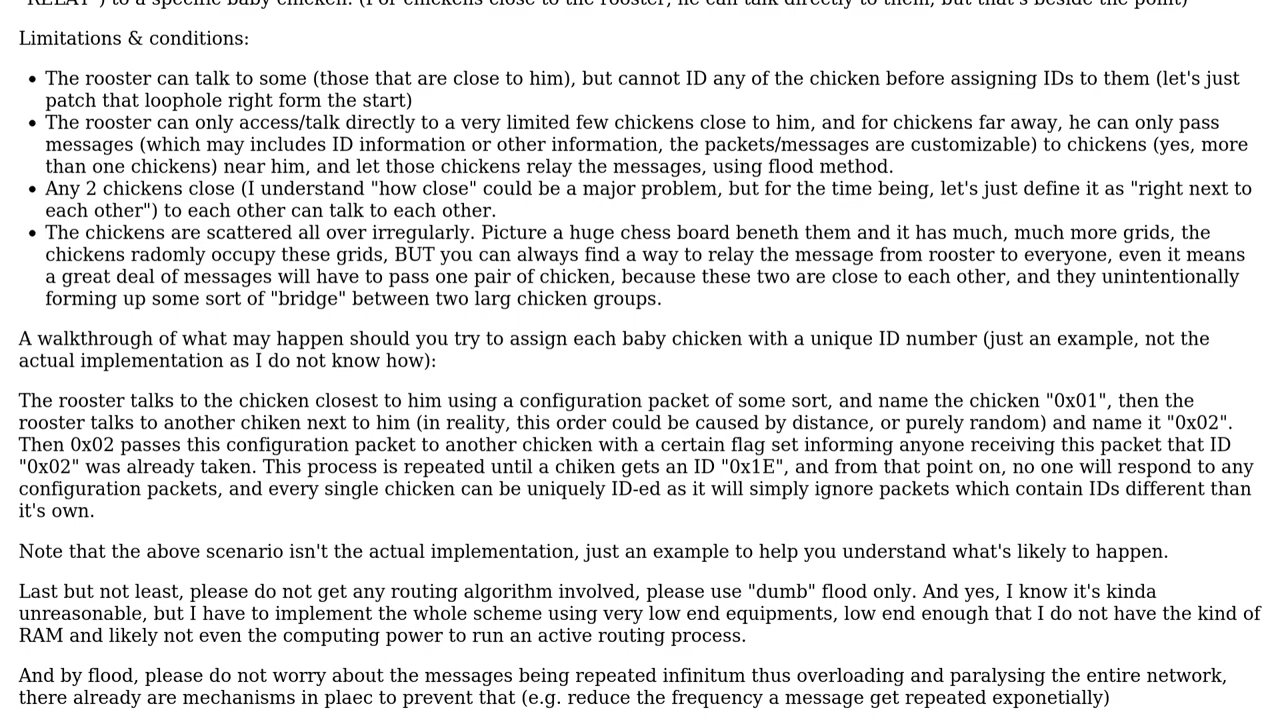 "RELAY") to a specific baby chicken. (For chickens close to the rooster, he can talk directly to them, but that's beside the point)
Limitations & conditions:
• The rooster can talk to some (those that are close to him), but cannot ID any of the chicken before assigning IDs to them (let's just
patch that loophole right form the start)
• The rooster can only access/talk directly to a very limited few chickens close to him, and for chickens far away, he can only pass
messages (which may includes ID information or other information, the packets/messages are customizable) to chickens (yes, more
than one chickens) near him, and let those chickens relay the messages, using flood method.
• Any 2 chickens close (I understand "how close" could be a major problem, but for the time being, let's just define it as "right next to
each other") to each other can talk to each other.
• The chickens are scattered all over irregularly. Picture a huge chess board beneth them and it has much, much more grids, the
chickens radomly occupy these grids, BUT you can always find a way to relay the message from rooster to everyone, even it means
a great deal of messages will have to pass one pair of chicken, because these two are close to each other, and they unintentionally
forming up some sort of "bridge" between two larg chicken groups.
A walkthrough of what may happen should you try to assign each baby chicken with a unique ID number (just an example, not the
actual implementation as I do not know how):
The rooster talks to the chicken closest to him using a configuration packet of some sort, and name the chicken "0x01", then the
rooster talks to another chiken next to him (in reality, this order could be caused by distance, or purely random) and name it "0x02".
Then 0x02 passes this configuration packet to another chicken with a certain flag set informing anyone receiving this packet that ID
"0x02" was already taken. This process is repeated until a chiken gets an ID "0x1E", and from that point on, no one will respond to any
configuration packets, and every single chicken can be uniquely ID-ed as it will simply ignore packets which contain IDs different than
it's own.
Note that the above scenario isn't the actual implementation, just an example to help you understand what's likely to happen.
Last but not least, please do not get any routing algorithm involved, please use "dumb" flood only. And yes, I know it's kinda
unreasonable, but I have to implement the whole scheme using very low end equipments, low end enough that I do not have the kind of
RAM and likely not even the computing power to run an active routing process.
And by flood, please do not worry about the messages being repeated infinitum thus overloading and paralysing the entire network,
there already are mechanisms in plaec to prevent that (e.g. reduce the frequency a message get repeated exponetially)